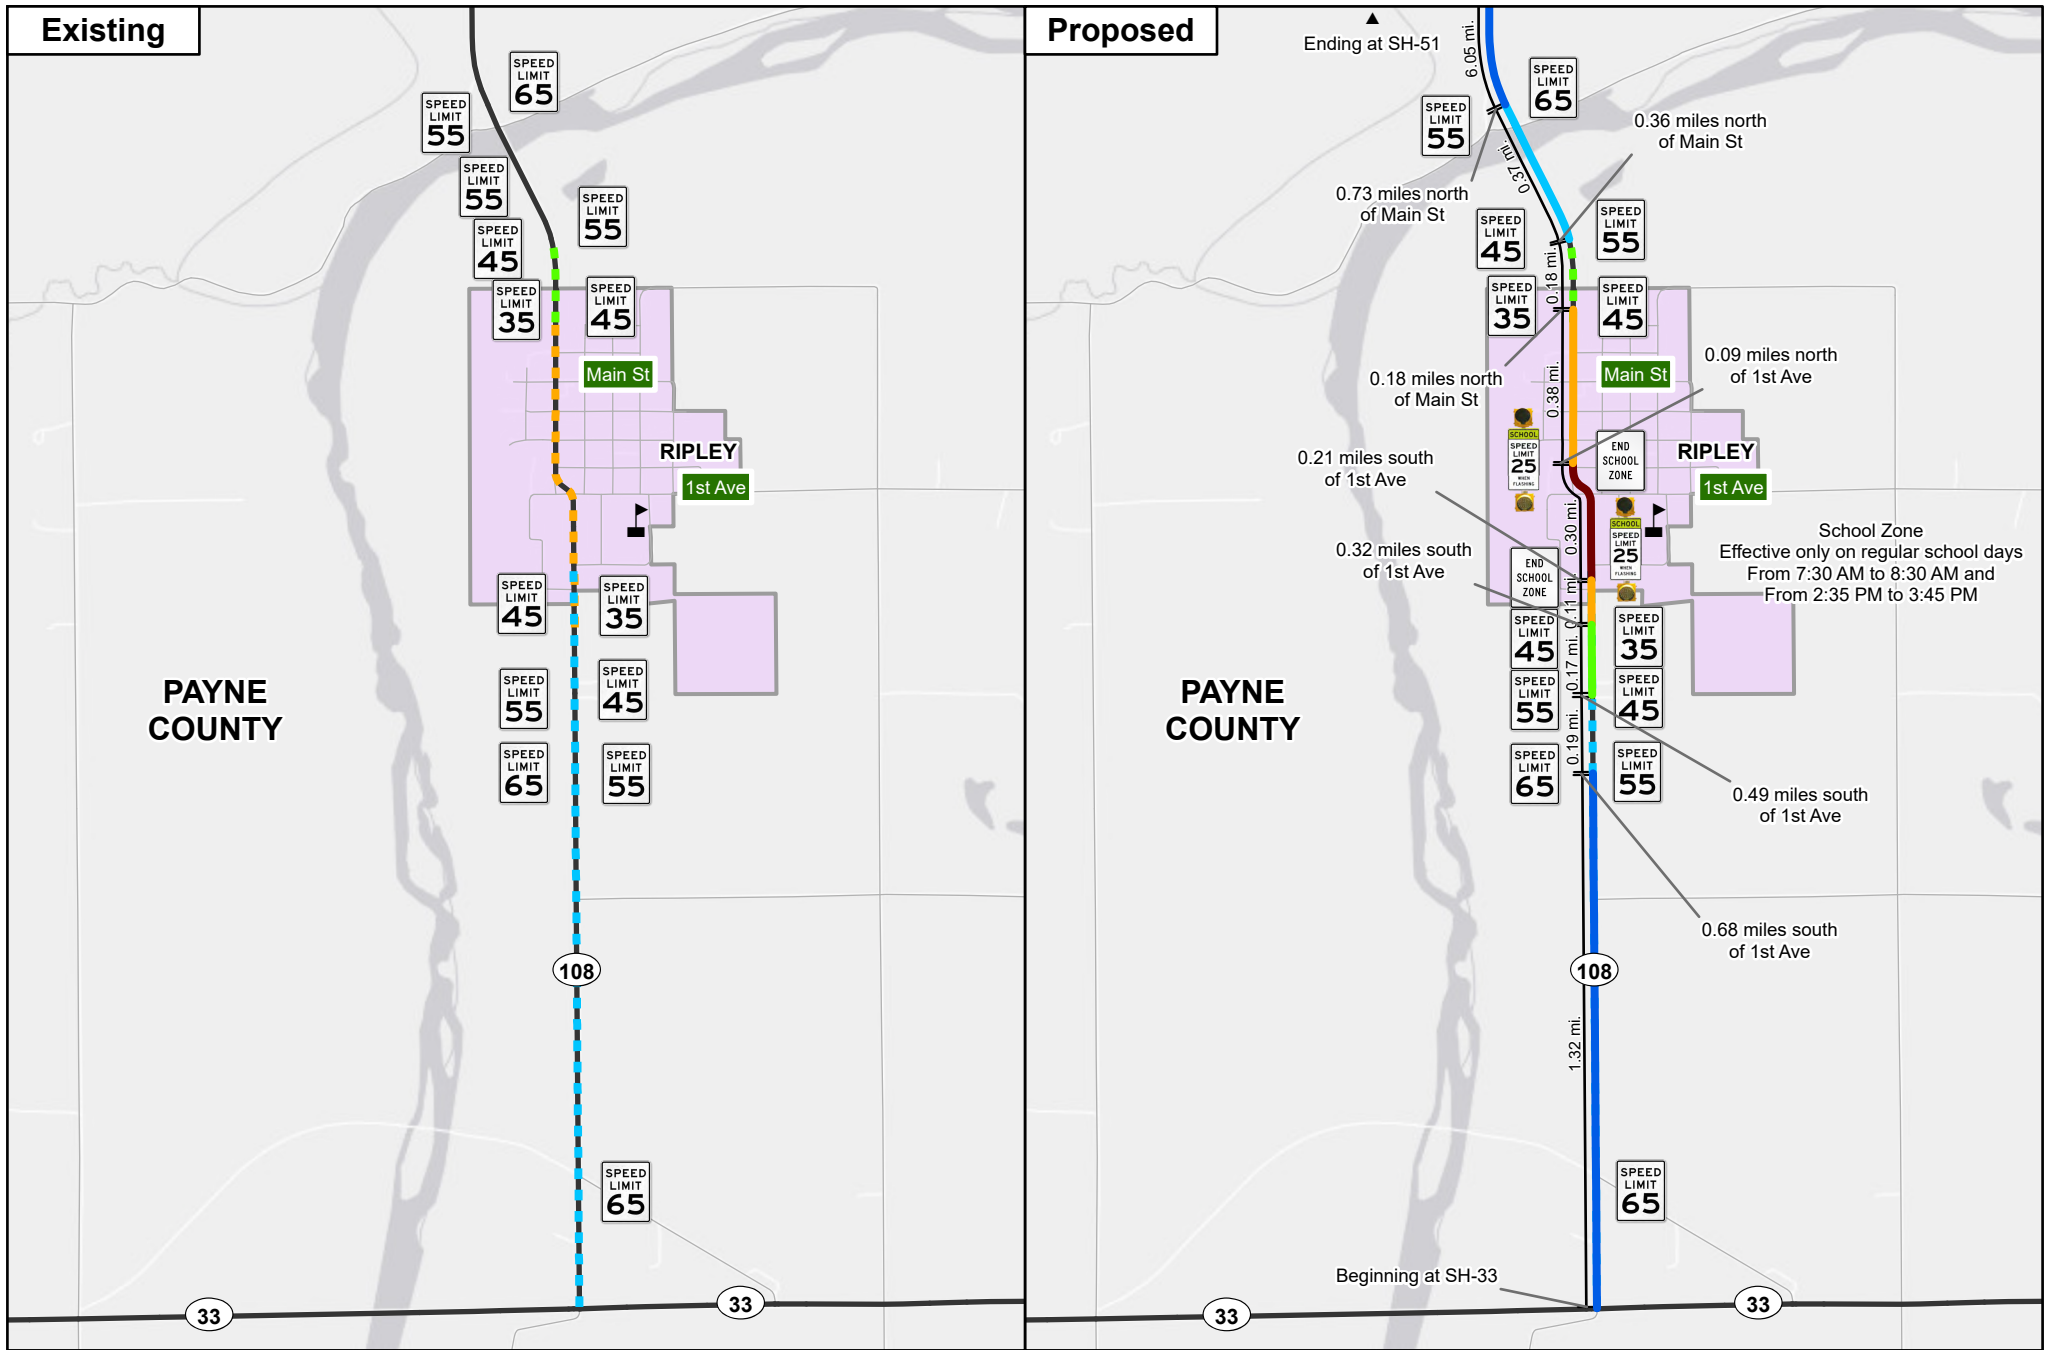 Existing
SPEED
LIMIT
65
SPEED
LIMIT
55
SPEED
LIMIT
55
SPEED
LIMIT
55
SPEED
LIMIT
45
SPEED
LIMIT
35
SPEED
LIMIT
45
Main St
RIPLEY
1st Ave
SPEED
LIMIT
45
SPEED
LIMIT
35
PAYNE
COUNTY
SPEED
LIMIT
55
SPEED
LIMIT
45
SPEED
LIMIT
65
SPEED
LIMIT
55
108
SPEED
LIMIT
65
33
33
Proposed
Ending at SH-51
6.05 mi.
SPEED
LIMIT
65
SPEED
LIMIT
55
0.36 miles north
of Main St
0.37 mi.
0.73 miles north
of Main St
SPEED
LIMIT
45
SPEED
LIMIT
55
0.18 mi.
SPEED
LIMIT
35
SPEED
LIMIT
45
0.18 miles north
of Main St
0.38 mi.
Main St
0.09 miles north
of 1st Ave
SCHOOL
SPEED
LIMIT
25
WHEN
FLASHING
END
SCHOOL
ZONE
RIPLEY
1st Ave
0.21 miles south
of 1st Ave
0.30 mi.
SCHOOL
SPEED
LIMIT
25
WHEN
FLASHING
School Zone
Effective only on regular school days
From 7:30 AM to 8:30 AM and
From 2:35 PM to 3:45 PM
0.32 miles south
of 1st Ave
END
SCHOOL
ZONE
0.11 mi.
SPEED
LIMIT
45
SPEED
LIMIT
35
0.17 mi.
PAYNE
COUNTY
SPEED
LIMIT
55
SPEED
LIMIT
45
0.19 mi.
SPEED
LIMIT
65
SPEED
LIMIT
55
0.49 miles south
of 1st Ave
0.68 miles south
of 1st Ave
108
1.32 mi.
SPEED
LIMIT
65
Beginning at SH-33
33
33